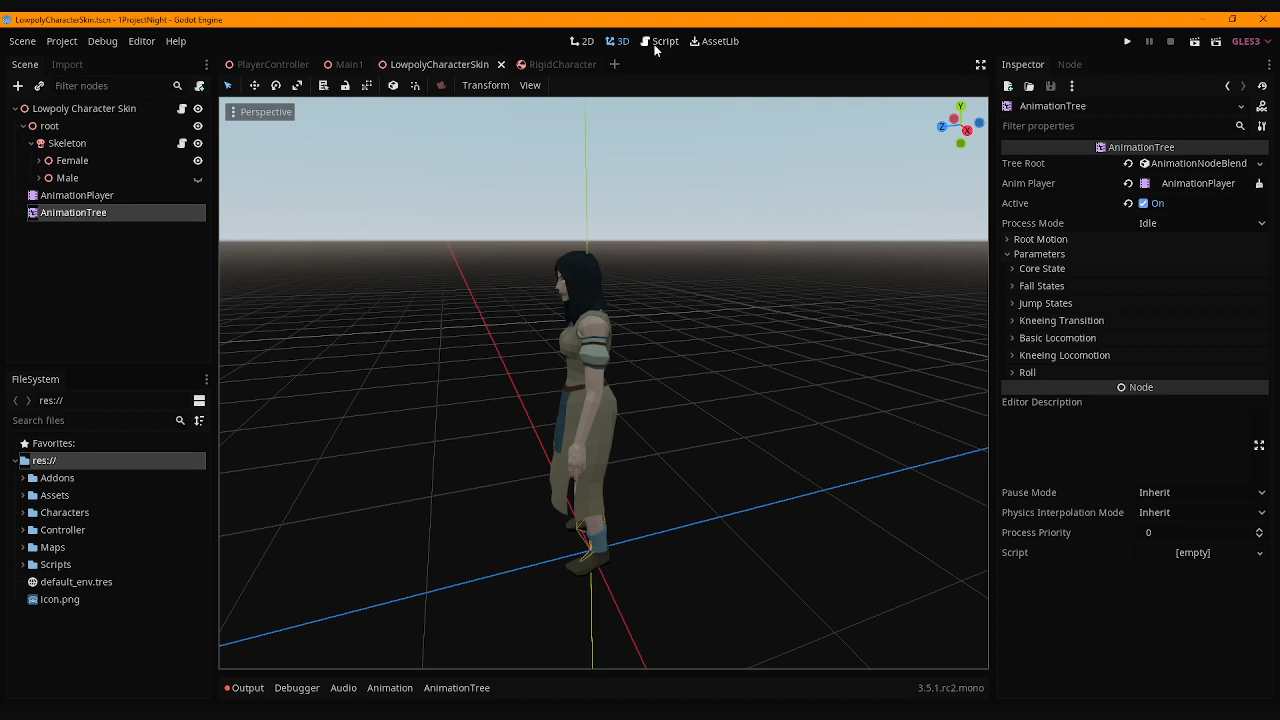 LowpolyCharacterSkin.tscn - 1ProjectNight - Godot Engine
Scene Project Debug Editor Help
2D 3D Script AssetLib
GLES3
Scene Import
PlayerController Main1 LowpolyCharacterSkin RigidCharacter
Inspector Node
Filter nodes
Transform View
Lowpoly Character Skin
root
Skeleton
Female
Male
AnimationPlayer
AnimationTree
FileSystem
res://
Search files
Favorites:
res://
Addons
Assets
Characters
Controller
Maps
Scripts
default_env.tres
icon.png
Perspective
Y
Z
X
Output Debugger Audio Animation AnimationTree
3.5.1.rc2.mono
AnimationTree
Filter properties
AnimationTree
Tree Root AnimationNodeBlend
Anim Player AnimationPlayer
Active On
Process Mode Idle
Root Motion
Parameters
Core State
Fall States
Jump States
Kneeing Transition
Basic Locomotion
Kneeing Locomotion
Roll
Node
Editor Description
Pause Mode Inherit
Physics Interpolation Mode Inherit
Process Priority 0
Script [empty]